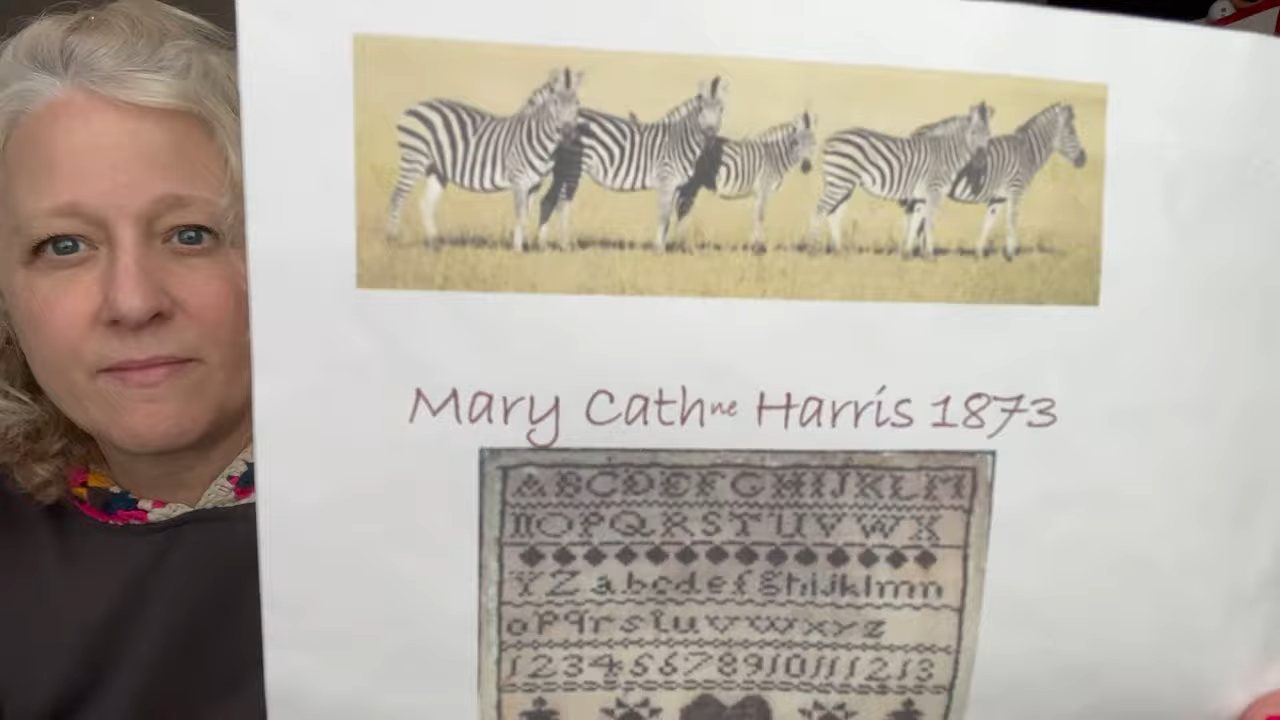 Mary Cathne Harris 1873
ABCDEFGHIJKLM
NOPQRSTUVWX
YZabcdefghijklmn
opqrstuvwxyz
12345678910111213